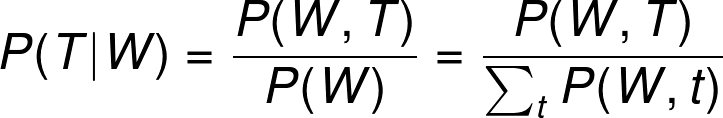 P(T|W) = P(W, T) / P(W) = P(W, T) / ∑_t P(W, t)